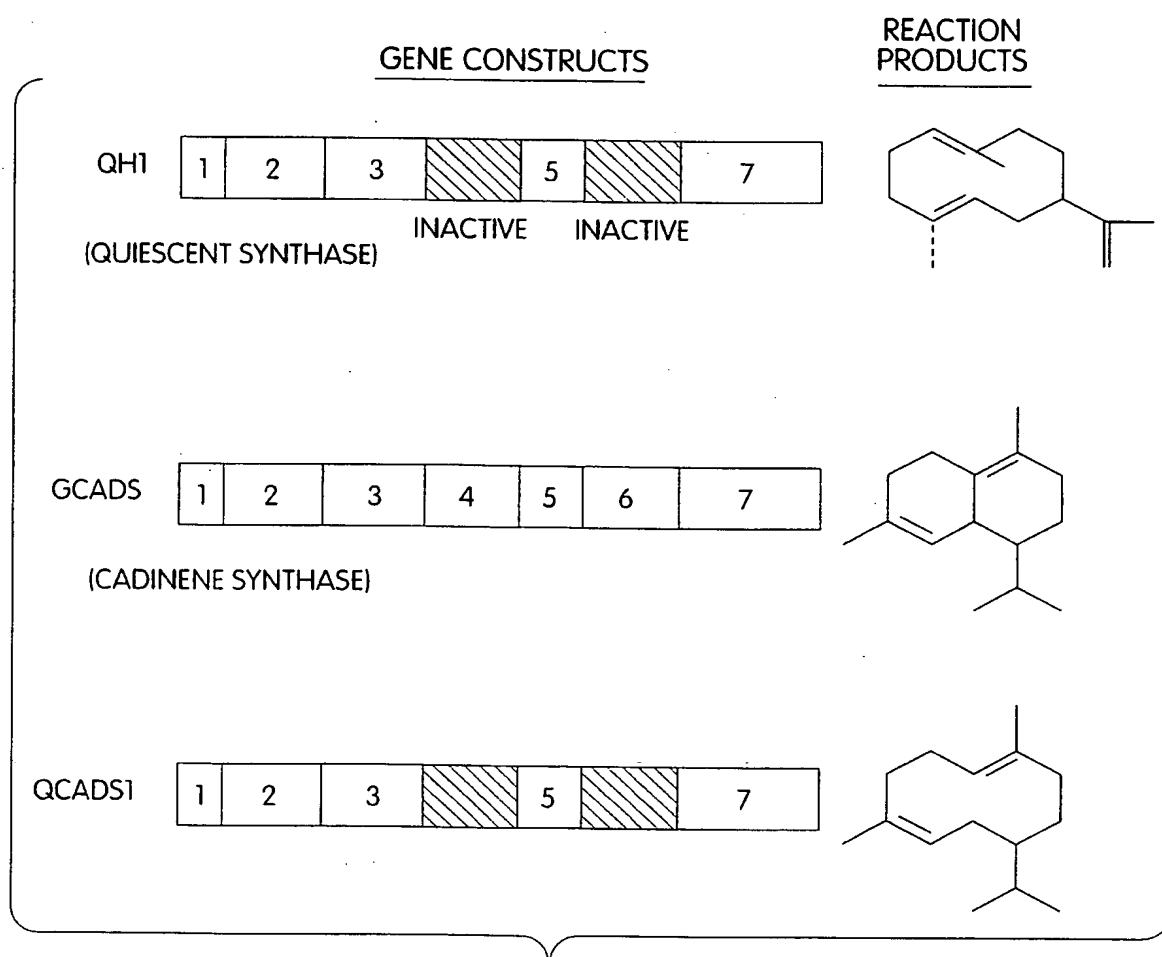 GENE CONSTRUCTS
REACTION
PRODUCTS
QH1
1 2 3 5 7
INACTIVE INACTIVE
(QUIESCENT SYNTHASE)
GCADS
1 2 3 4 5 6 7
(CADINENE SYNTHASE)
QCADS1
1 2 3 5 7